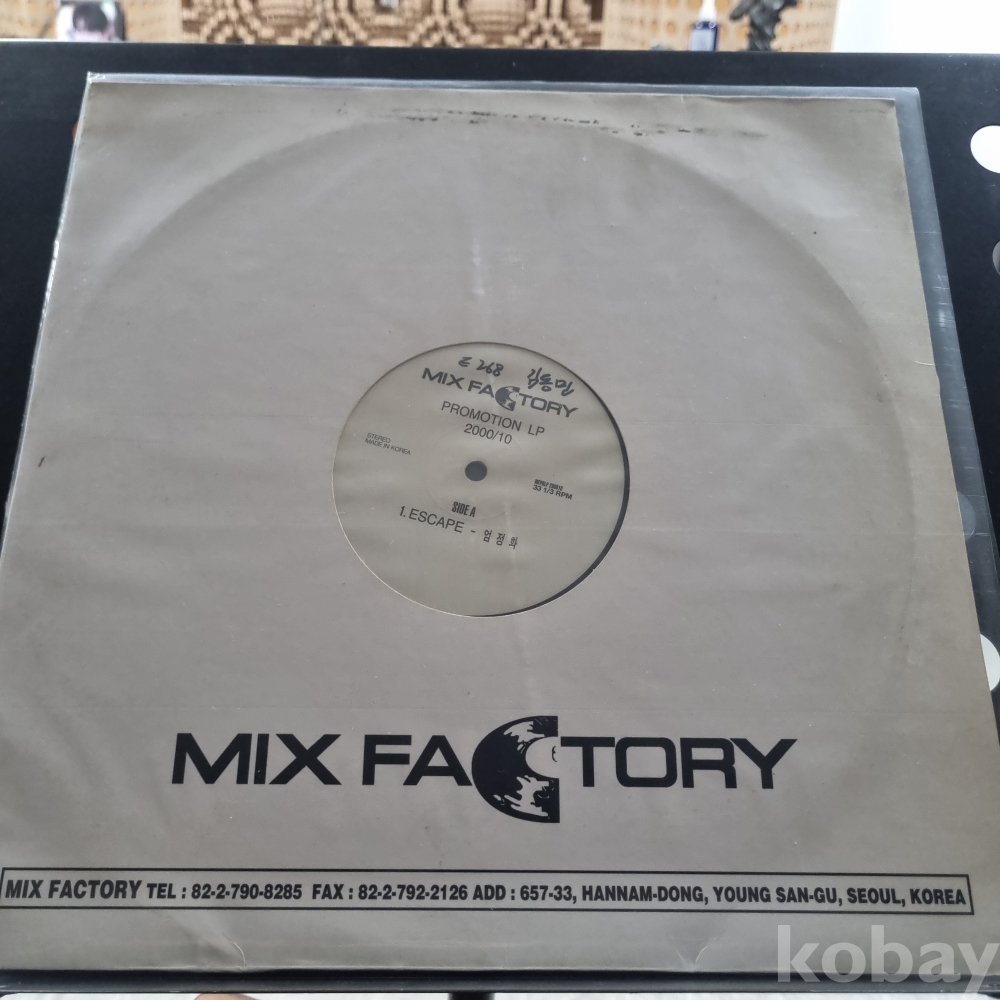 E 268 김동민
MIX FACTORY
PROMOTION LP
2000/10
STEREO
MADE IN KOREA
33 1/3 RPM
SIDE A
1. ESCAPE - 엄정화
MIX FACTORY
MIX FACTORY TEL : 82-2-790-8285 FAX : 82-2-792-2126 ADD : 657-33, HANNAM-DONG, YOUNG SAN-GU, SEOUL, KOREA
kobay